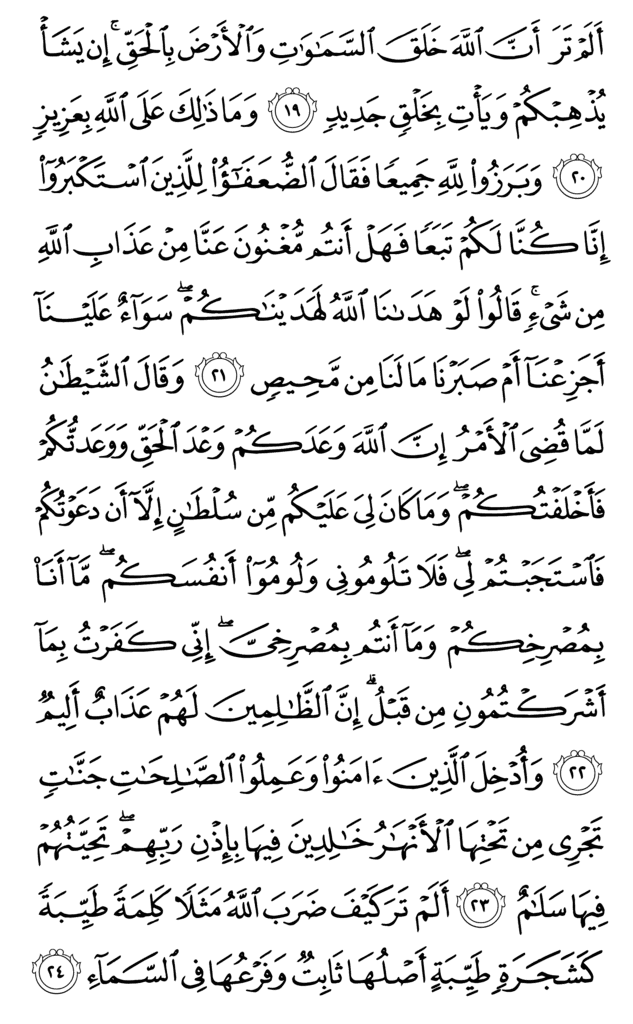 أَلَمْ تَرَ أَنَّ ٱللَّهَ خَلَقَ ٱلسَّمَٰوَٰتِ وَٱلْأَرْضَ بِٱلْحَقِّ ۚ إِن يَشَأْ
يُذْهِبْكُمْ وَيَأْتِ بِخَلْقٍ جَدِيدٍ ١٩ وَمَا ذَٰلِكَ عَلَى ٱللَّهِ بِعَزِيزٍ
٢٠ وَبَرَزُوا۟ لِلَّهِ جَمِيعًا فَقَالَ ٱلضُّعَفَٰٓؤُا۟ لِلَّذِينَ ٱسْتَكْبَرُوٓا۟
إِنَّا كُنَّا لَكُمْ تَبَعًا فَهَلْ أَنتُم مُّغْنُونَ عَنَّا مِنْ عَذَابِ ٱللَّهِ
مِن شَىْءٍ ۚ قَالُوا۟ لَوْ هَدَىٰنَا ٱللَّهُ لَهَدَيْنَٰكُمْ ۖ سَوَآءٌ عَلَيْنَآ
أَجَزِعْنَآ أَمْ صَبَرْنَا مَا لَنَا مِن مَّحِيصٍ ٢١ وَقَالَ ٱلشَّيْطَٰنُ
لَمَّا قُضِىَ ٱلْأَمْرُ إِنَّ ٱللَّهَ وَعَدَكُمْ وَعْدَ ٱلْحَقِّ وَوَعَدتُّكُمْ
فَأَخْلَفْتُكُمْ ۖ وَمَا كَانَ لِىَ عَلَيْكُم مِّن سُلْطَٰنٍ إِلَّآ أَن دَعَوْتُكُمْ
فَٱسْتَجَبْتُمْ لِى ۖ فَلَا تَلُومُونِى وَلُومُوٓا۟ أَنفُسَكُم ۖ مَّآ أَنَا۠
بِمُصْرِخِكُمْ وَمَآ أَنتُم بِمُصْرِخِىَّ ۖ إِنِّى كَفَرْتُ بِمَآ
أَشْرَكْتُمُونِ مِن قَبْلُ ۗ إِنَّ ٱلظَّٰلِمِينَ لَهُمْ عَذَابٌ أَلِيمٌ
٢٢ وَأُدْخِلَ ٱلَّذِينَ ءَامَنُوا۟ وَعَمِلُوا۟ ٱلصَّٰلِحَٰتِ جَنَّٰتٍ
تَجْرِى مِن تَحْتِهَا ٱلْأَنْهَٰرُ خَٰلِدِينَ فِيهَا بِإِذْنِ رَبِّهِمْ ۖ تَحِيَّتُهُمْ
فِيهَا سَلَٰمٌ ٢٣ أَلَمْ تَرَ كَيْفَ ضَرَبَ ٱللَّهُ مَثَلًا كَلِمَةً طَيِّبَةً
كَشَجَرَةٍ طَيِّبَةٍ أَصْلُهَا ثَابِتٌ وَفَرْعُهَا فِى ٱلسَّمَآءِ ٢٤